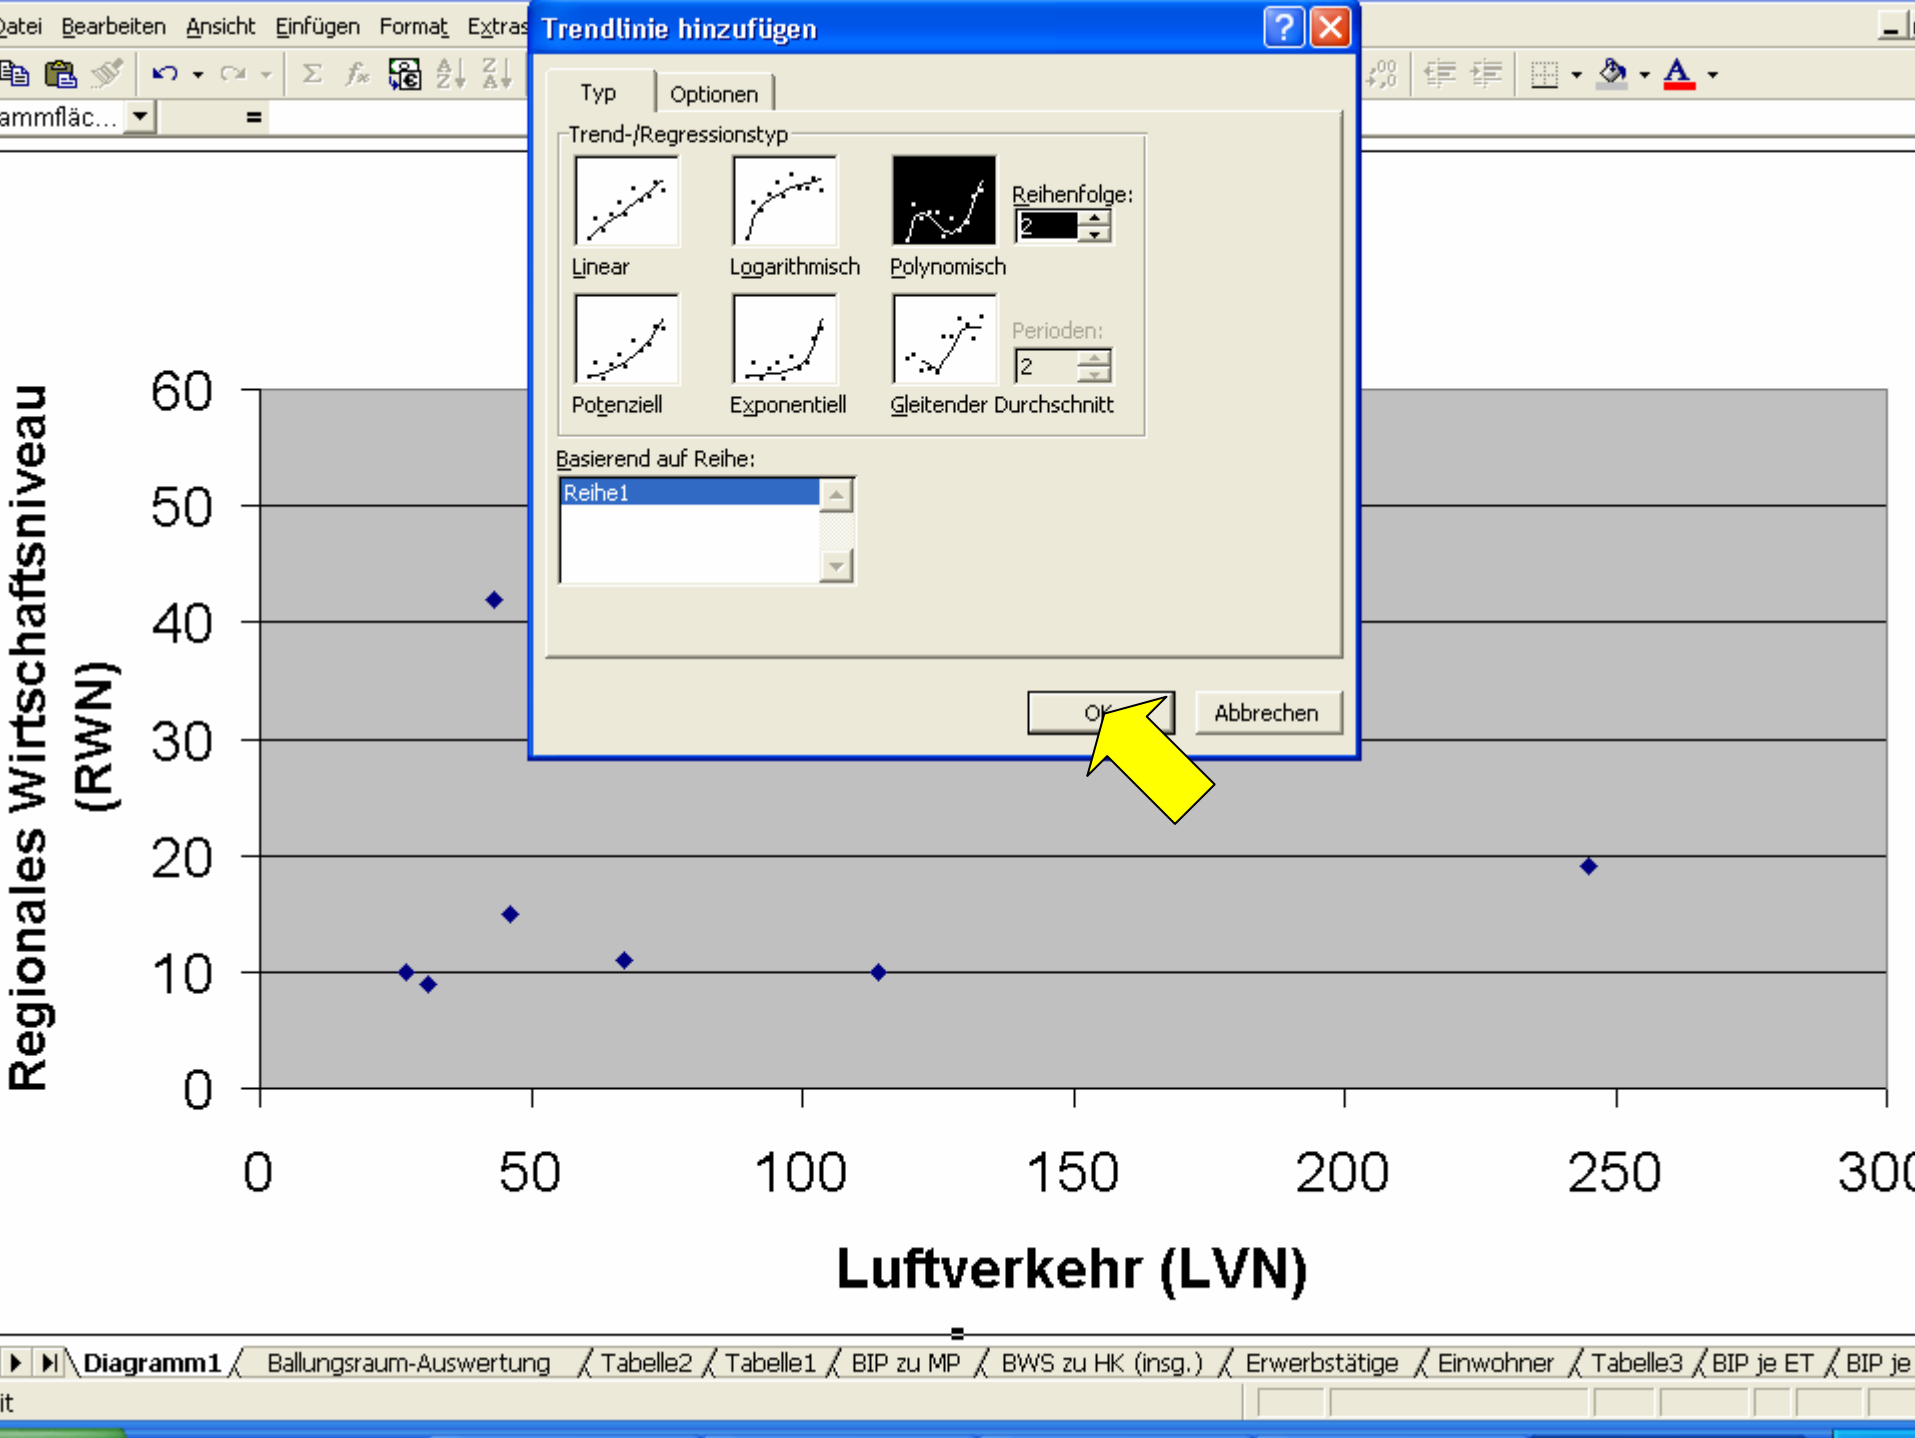 Datei Bearbeiten Ansicht Einfügen Format Extras
Trendlinie hinzufügen
ammfläc... =
Typ Optionen
Trend-/Regressionstyp
Reihenfolge:
2
Linear Logarithmisch Polynomisch
Perioden:
2
Potenziell Exponentiell Gleitender Durchschnitt
Basierend auf Reihe:
Reihe1
OK Abbrechen
Regionales Wirtschaftsniveau
(RWN)
60
50
40
30
20
10
0
0 50 100 150 200 250 300
Luftverkehr (LVN)
Diagramm1 Ballungsraum-Auswertung Tabelle2 Tabelle1 BIP zu MP BWS zu HK (insg.) Erwerbstätige Einwohner Tabelle3 BIP je ET BIP je
it